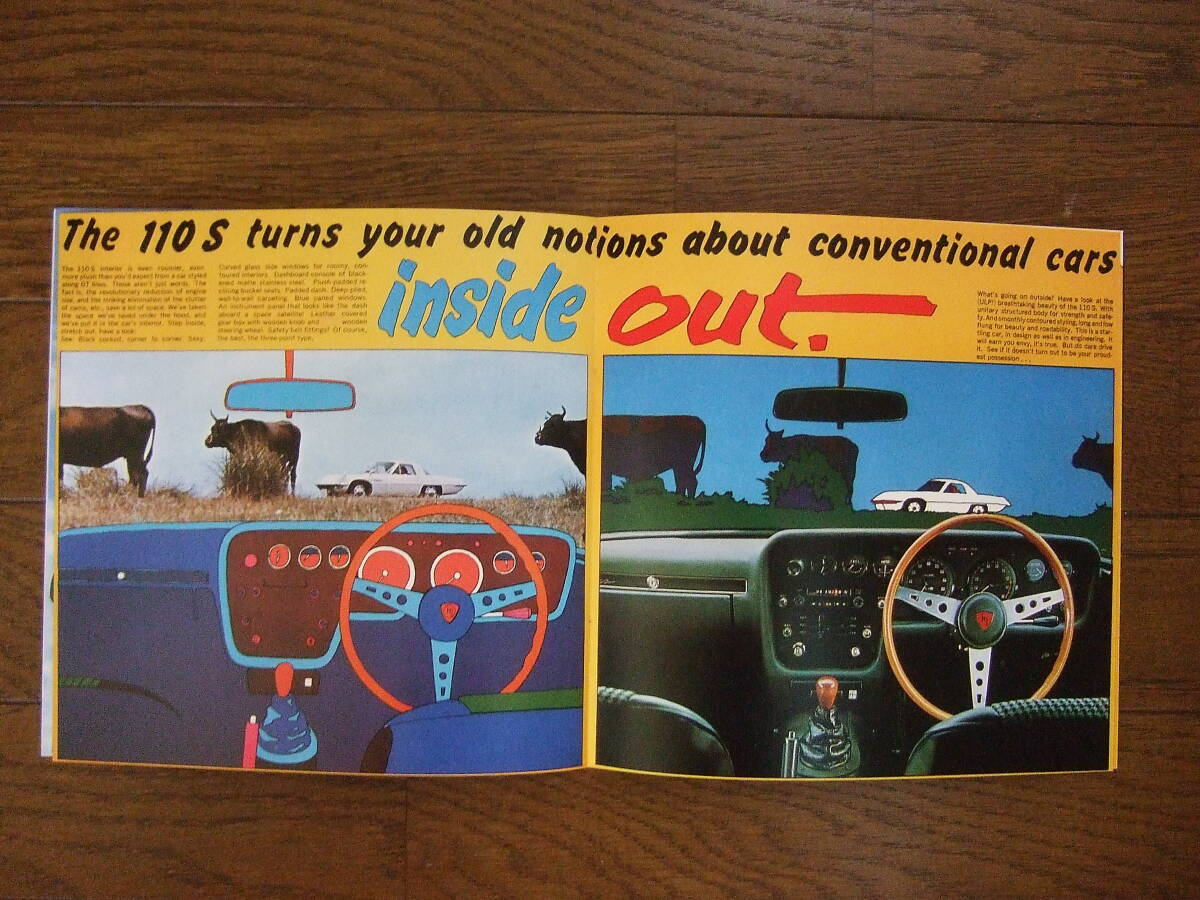 The 110 S turns your old notions about conventional cars
inside out.
The 110 S interior is even roomier, even
more plush than you'd expect from a car styled
along GT lines. These aren't just words. The
fact is, the revolutionary reduction of engine
size, and the striking elimination of the clutter
of cams, etc., save a lot of space. We've taken
the space we've saved under the hood, and
we've put it in the car's interior. Step inside,
stretch out, have a look.
See: Black cockpit, corner to corner. Sexy.
Curved glass side windows for roomy, con-
toured interiors. Dashboard console of black-
ened matte stainless steel. Plush padded re-
clining bucket seats. Padded dash. Deep-piled,
wall-to-wall carpeting. Blue paned windows.
An instrument panel that looks like the dash
aboard a space satellite! Leather covered
gear box with wooden knob and wooden
steering wheel. Safety belt fittings? Of course,
the best, the three-point type.
What's going on outside? Have a look at the
(ULP!) breathtaking beauty of the 110 S. With
unitary structured body for strength and safe-
ty. And smoothly contoured styling, long and low
flung for beauty and roadability. This is a star-
tling car, in design as well as in engineering. It
will earn you envy, it's true. But do care drive
it. See if it doesn't turn out to be your proud-
est possession . . .